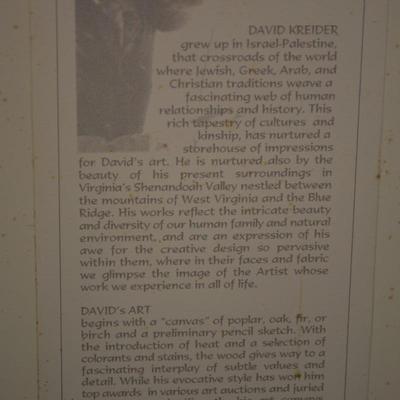 DAVID KREIDER
grew up in Israel-Palestine,
that crossroads of the world
where Jewish, Greek, Arab, and
Christian traditions weave a
fascinating web of human
relationships and history. This
rich tapestry of cultures and
kinship, has nurtured a
storehouse of impressions
for David's art. He is nurtured also by the
beauty of his present surroundings in
Virginia's Shenandoah Valley nestled between
the mountains of West Virginia and the Blue
Ridge. His works reflect the intricate beauty
and diversity of our human family and natural
environment, and are an expression of his
awe for the creative design so pervasive
within them, where in their faces and fabric
we glimpse the image of the Artist whose
work we experience in all of life.
DAVID's ART
begins with a "canvas" of poplar, oak, fir, or
birch and a preliminary pencil sketch. With
the introduction of heat and a selection of
colorants and stains, the wood gives way to a
fascinating interplay of subtle values and
detail. While his evocative style has won him
top awards in various art auctions and juried